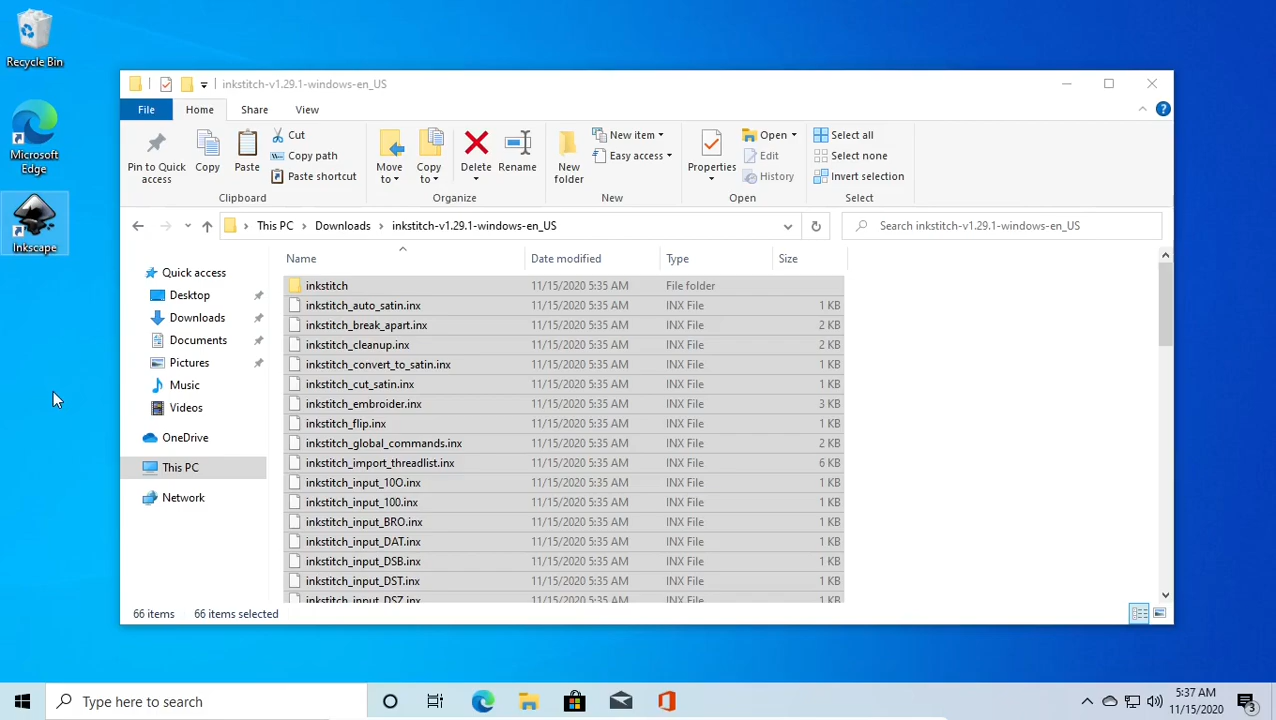 Recycle Bin
Microsoft
Edge
Inkscape
inkstitch-v1.29.1-windows-en_US
File Home Share View
Pin to Quick
access
Copy
Paste
Cut
Copy path
Paste shortcut
Clipboard
Move
to
Copy
to
Delete
Rename
Organize
New
folder
New item
Easy access
New
Properties
Open
Edit
History
Open
Select all
Select none
Invert selection
Select
This PC Downloads inkstitch-v1.29.1-windows-en_US
Search inkstitch-v1.29.1-windows-en_US
Quick access
Desktop
Downloads
Documents
Pictures
Music
Videos
OneDrive
This PC
Network
Name Date modified Type Size
inkstitch 11/15/2020 5:35 AM File folder
inkstitch_auto_satin.inx 11/15/2020 5:35 AM INX File 1 KB
inkstitch_break_apart.inx 11/15/2020 5:35 AM INX File 2 KB
inkstitch_cleanup.inx 11/15/2020 5:35 AM INX File 2 KB
inkstitch_convert_to_satin.inx 11/15/2020 5:35 AM INX File 1 KB
inkstitch_cut_satin.inx 11/15/2020 5:35 AM INX File 1 KB
inkstitch_embroider.inx 11/15/2020 5:35 AM INX File 3 KB
inkstitch_flip.inx 11/15/2020 5:35 AM INX File 1 KB
inkstitch_global_commands.inx 11/15/2020 5:35 AM INX File 2 KB
inkstitch_import_threadlist.inx 11/15/2020 5:35 AM INX File 6 KB
inkstitch_input_10O.inx 11/15/2020 5:35 AM INX File 1 KB
inkstitch_input_100.inx 11/15/2020 5:35 AM INX File 1 KB
inkstitch_input_BRO.inx 11/15/2020 5:35 AM INX File 1 KB
inkstitch_input_DAT.inx 11/15/2020 5:35 AM INX File 1 KB
inkstitch_input_DSB.inx 11/15/2020 5:35 AM INX File 1 KB
inkstitch_input_DST.inx 11/15/2020 5:35 AM INX File 1 KB
inkstitch_input_DSZ.inx 11/15/2020 5:35 AM INX File 1 KB
66 items 66 items selected
Type here to search
5:37 AM
11/15/2020
3